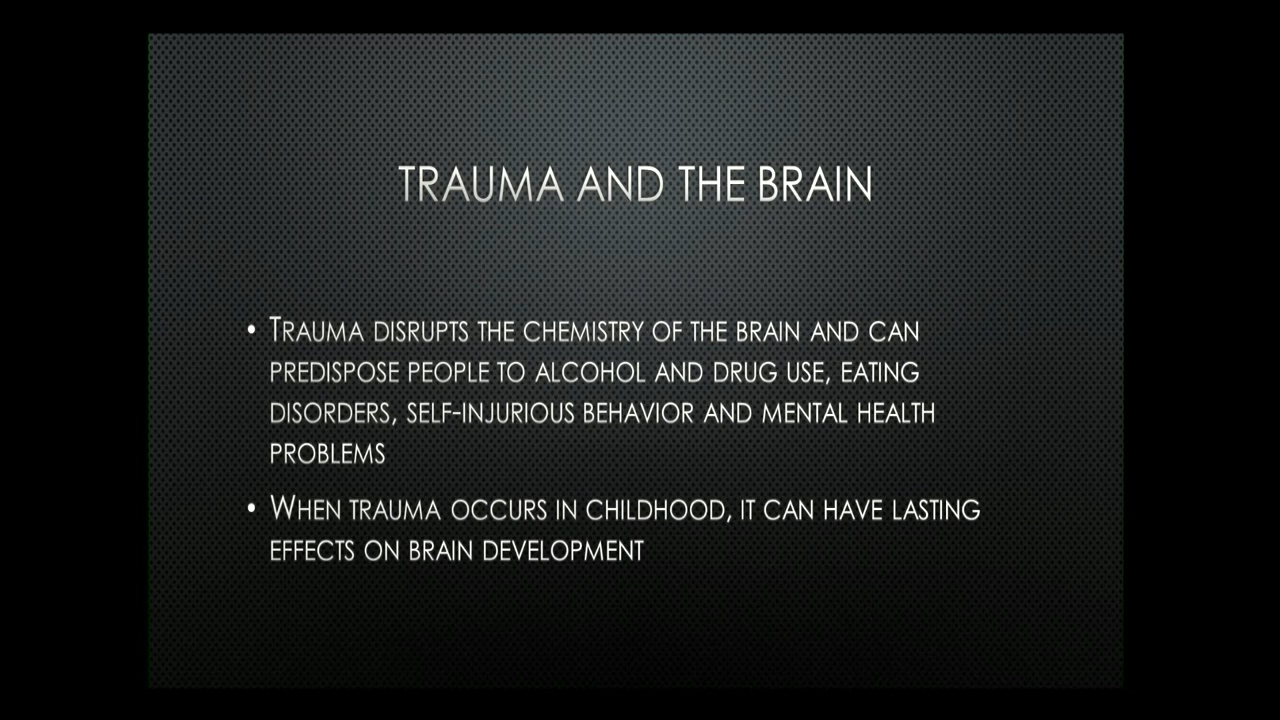 TRAUMA AND THE BRAIN
• TRAUMA DISRUPTS THE CHEMISTRY OF THE BRAIN AND CAN
PREDISPOSE PEOPLE TO ALCOHOL AND DRUG USE, EATING
DISORDERS, SELF-INJURIOUS BEHAVIOR AND MENTAL HEALTH
PROBLEMS
• WHEN TRAUMA OCCURS IN CHILDHOOD, IT CAN HAVE LASTING
EFFECTS ON BRAIN DEVELOPMENT